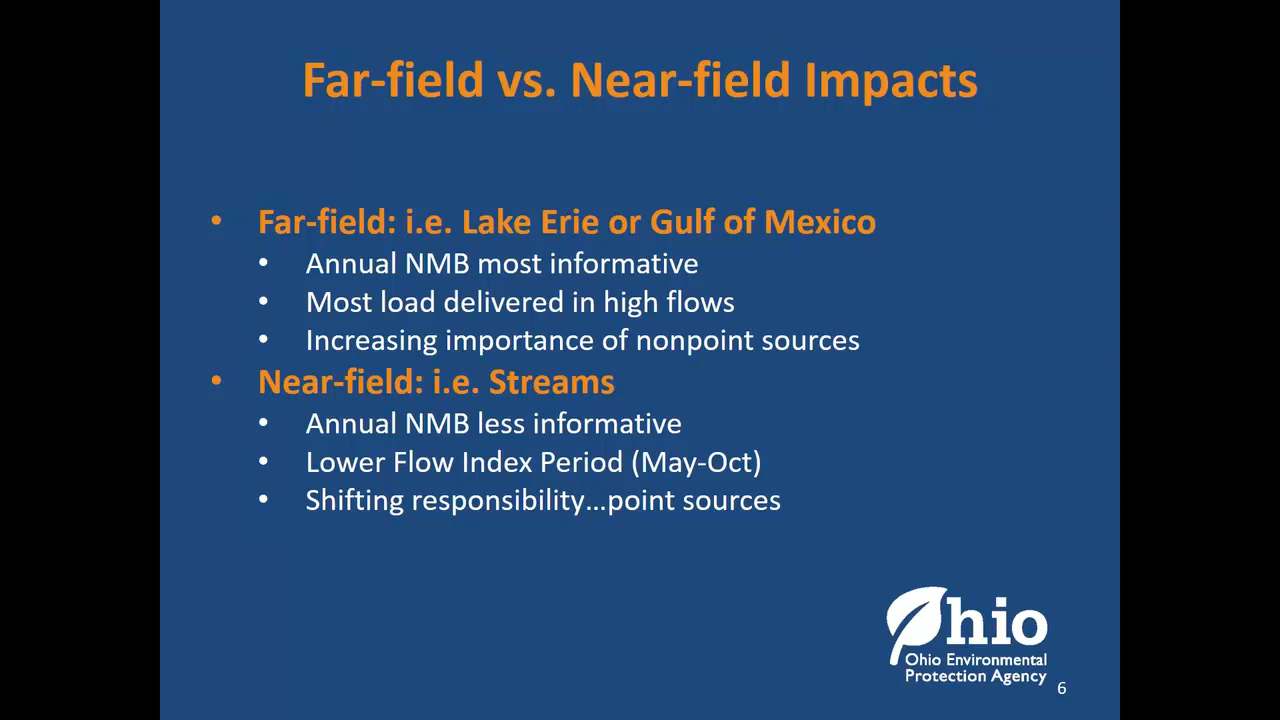 Far-field vs. Near-field Impacts
• Far-field: i.e. Lake Erie or Gulf of Mexico
• Annual NMB most informative
• Most load delivered in high flows
• Increasing importance of nonpoint sources
• Near-field: i.e. Streams
• Annual NMB less informative
• Lower Flow Index Period (May-Oct)
• Shifting responsibility…point sources
Ohio
Ohio Environmental
Protection Agency
6